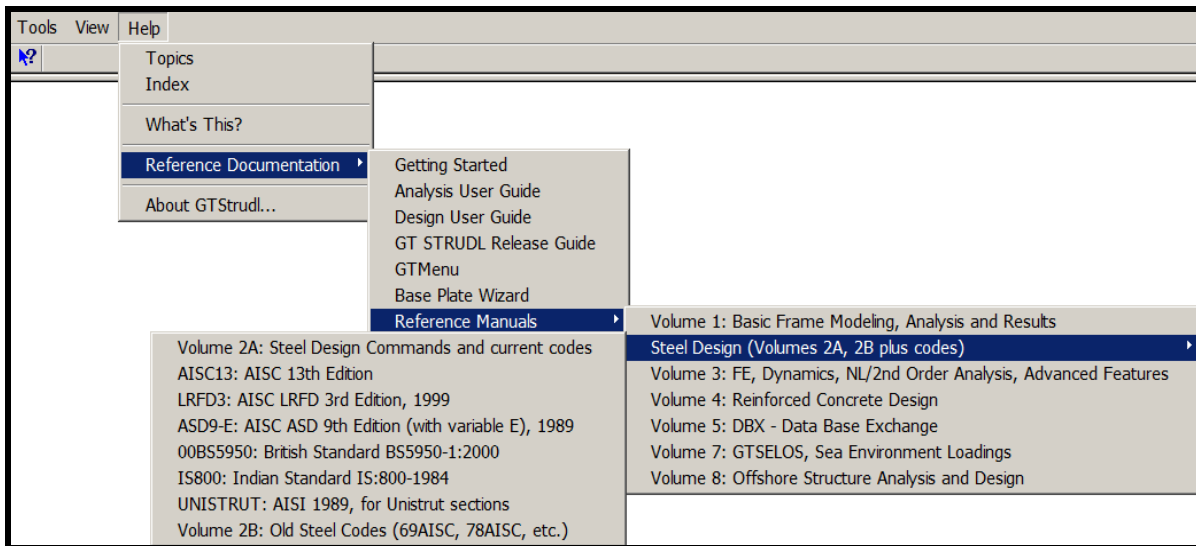 Tools View Help
Topics
Index
What's This?
Reference Documentation
About GTStrudl...
Getting Started
Analysis User Guide
Design User Guide
GT STRUDL Release Guide
GTMenu
Base Plate Wizard
Reference Manuals
Volume 1: Basic Frame Modeling, Analysis and Results
Steel Design (Volumes 2A, 2B plus codes)
Volume 3: FE, Dynamics, NL/2nd Order Analysis, Advanced Features
Volume 4: Reinforced Concrete Design
Volume 5: DBX - Data Base Exchange
Volume 7: GTSELOS, Sea Environment Loadings
Volume 8: Offshore Structure Analysis and Design
Volume 2A: Steel Design Commands and current codes
AISC13: AISC 13th Edition
LRFD3: AISC LRFD 3rd Edition, 1999
ASD9-E: AISC ASD 9th Edition (with variable E), 1989
00BS5950: British Standard BS5950-1:2000
IS800: Indian Standard IS:800-1984
UNISTRUT: AISI 1989, for Unistrut sections
Volume 2B: Old Steel Codes (69AISC, 78AISC, etc.)